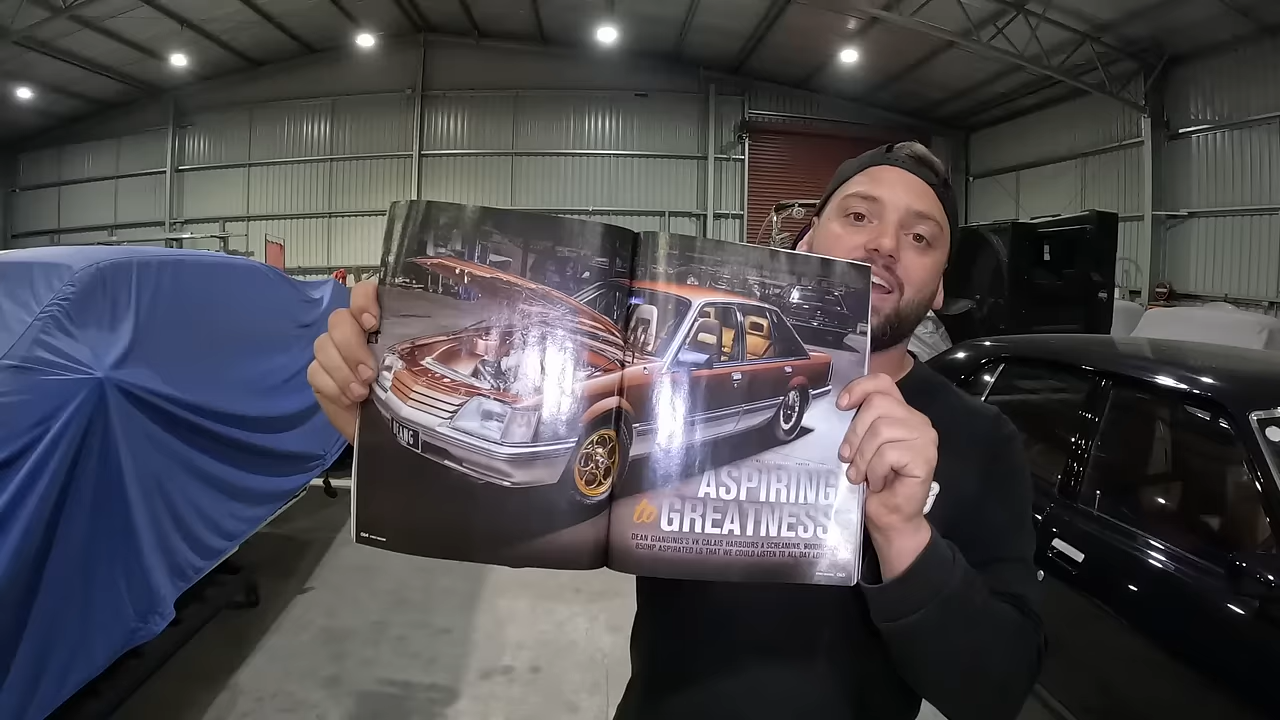 ASPIRING
to GREATNESS
DEAN GIANGINIS'S VK CALAIS HARBOURS A SCREAMING,
850HP ASPIRATED LS THAT WE COULD LISTEN TO ALL DAY